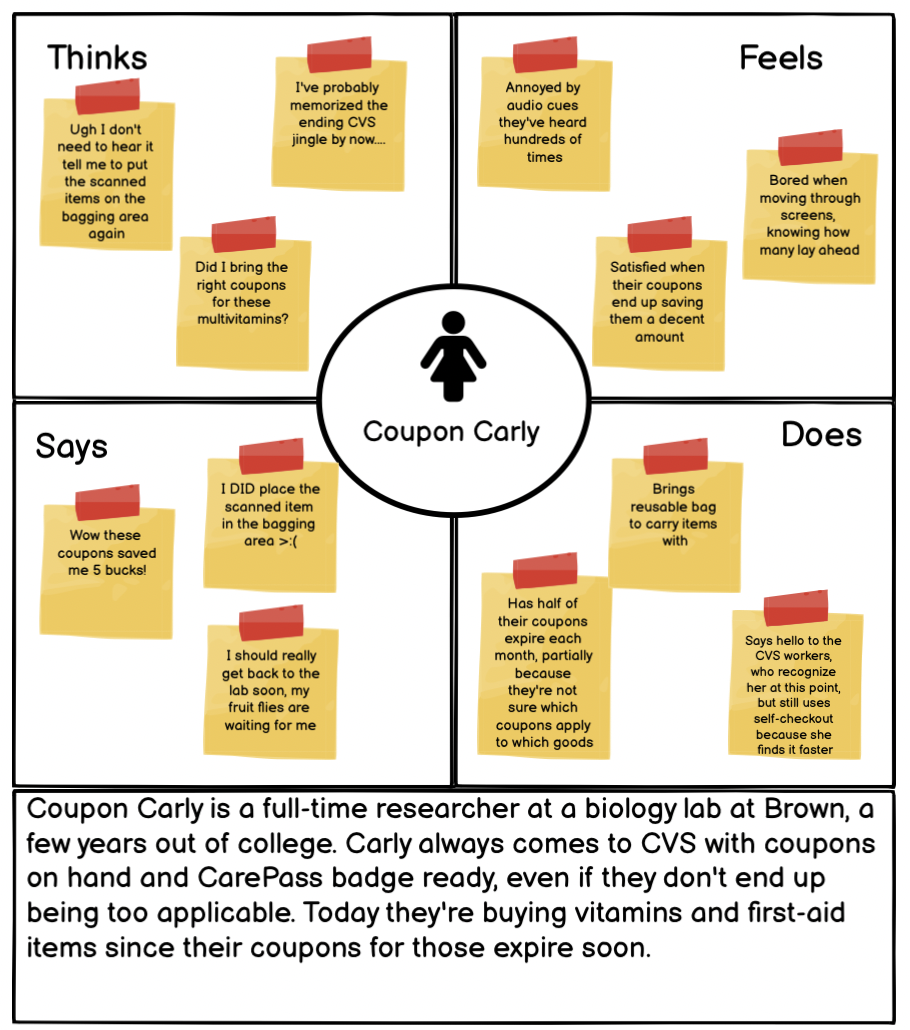 Thinks
Ugh I don't
need to hear it
tell me to put
the scanned
items on the
bagging area
again
I've probably
memorized the
ending CVS
jingle by now....
Did I bring the
right coupons
for these
multivitamins?
Feels
Annoyed by
audio cues
they've heard
hundreds of
times
Bored when
moving through
screens,
knowing how
many lay ahead
Satisfied when
their coupons
end up saving
them a decent
amount
Coupon Carly
Says
Wow these
coupons saved
me 5 bucks!
I DID place the
scanned item
in the bagging
area >:(
I should really
get back to the
lab soon, my
fruit flies are
waiting for me
Does
Brings
reusable bag
to carry items
with
Has half of
their coupons
expire each
month, partially
because
they're not
sure which
coupons apply
to which goods
Says hello to the
CVS workers,
who recognize
her at this point,
but still uses
self-checkout
because she
finds it faster
Coupon Carly is a full-time researcher at a biology lab at Brown, a
few years out of college. Carly always comes to CVS with coupons
on hand and CarePass badge ready, even if they don't end up
being too applicable. Today they're buying vitamins and first-aid
items since their coupons for those expire soon.